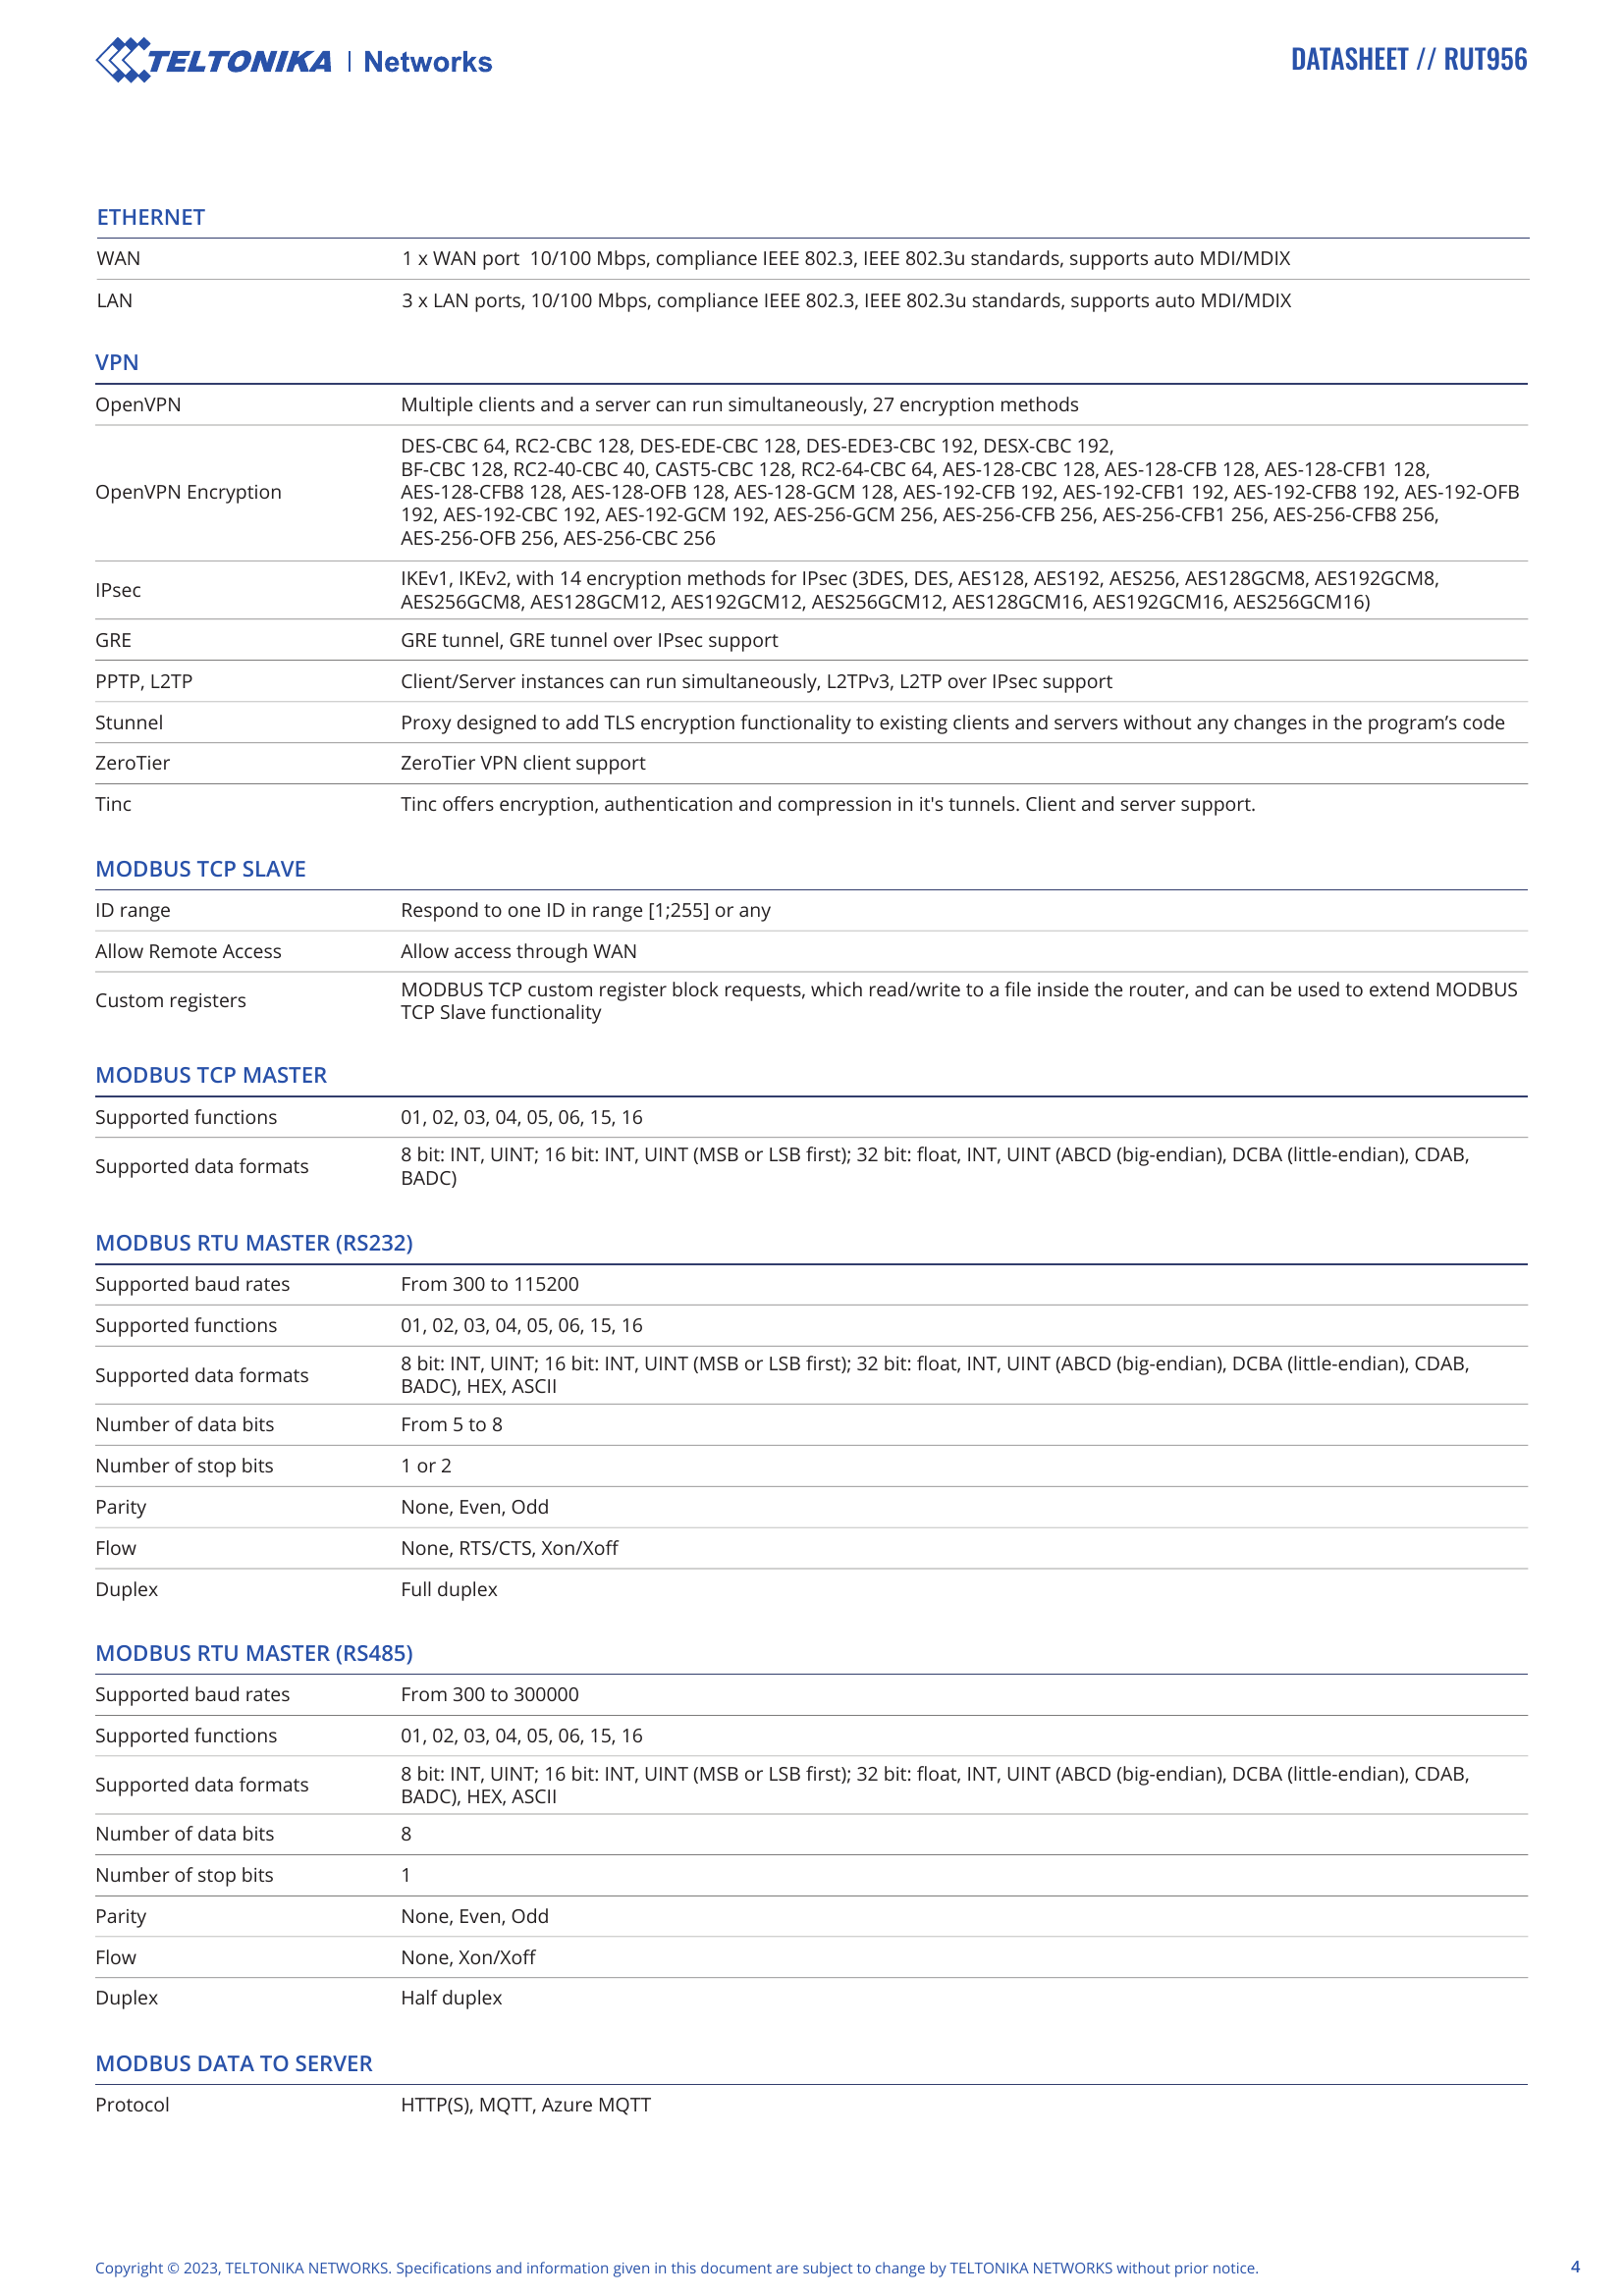 TELTONIKA | Networks
DATASHEET // RUT956
ETHERNET
WAN 1 x WAN port  10/100 Mbps, compliance IEEE 802.3, IEEE 802.3u standards, supports auto MDI/MDIX
LAN 3 x LAN ports, 10/100 Mbps, compliance IEEE 802.3, IEEE 802.3u standards, supports auto MDI/MDIX
VPN
OpenVPN Multiple clients and a server can run simultaneously, 27 encryption methods
OpenVPN Encryption
DES-CBC 64, RC2-CBC 128, DES-EDE-CBC 128, DES-EDE3-CBC 192, DESX-CBC 192,
BF-CBC 128, RC2-40-CBC 40, CAST5-CBC 128, RC2-64-CBC 64, AES-128-CBC 128, AES-128-CFB 128, AES-128-CFB1 128,
AES-128-CFB8 128, AES-128-OFB 128, AES-128-GCM 128, AES-192-CFB 192, AES-192-CFB1 192, AES-192-CFB8 192, AES-192-OFB
192, AES-192-CBC 192, AES-192-GCM 192, AES-256-GCM 256, AES-256-CFB 256, AES-256-CFB1 256, AES-256-CFB8 256,
AES-256-OFB 256, AES-256-CBC 256
IPsec
IKEv1, IKEv2, with 14 encryption methods for IPsec (3DES, DES, AES128, AES192, AES256, AES128GCM8, AES192GCM8,
AES256GCM8, AES128GCM12, AES192GCM12, AES256GCM12, AES128GCM16, AES192GCM16, AES256GCM16)
GRE GRE tunnel, GRE tunnel over IPsec support
PPTP, L2TP Client/Server instances can run simultaneously, L2TPv3, L2TP over IPsec support
Stunnel Proxy designed to add TLS encryption functionality to existing clients and servers without any changes in the program’s code
ZeroTier ZeroTier VPN client support
Tinc Tinc offers encryption, authentication and compression in it's tunnels. Client and server support.
MODBUS TCP SLAVE
ID range Respond to one ID in range [1;255] or any
Allow Remote Access Allow access through WAN
Custom registers
MODBUS TCP custom register block requests, which read/write to a file inside the router, and can be used to extend MODBUS
TCP Slave functionality
MODBUS TCP MASTER
Supported functions 01, 02, 03, 04, 05, 06, 15, 16
Supported data formats
8 bit: INT, UINT; 16 bit: INT, UINT (MSB or LSB first); 32 bit: float, INT, UINT (ABCD (big-endian), DCBA (little-endian), CDAB,
BADC)
MODBUS RTU MASTER (RS232)
Supported baud rates From 300 to 115200
Supported functions 01, 02, 03, 04, 05, 06, 15, 16
Supported data formats
8 bit: INT, UINT; 16 bit: INT, UINT (MSB or LSB first); 32 bit: float, INT, UINT (ABCD (big-endian), DCBA (little-endian), CDAB,
BADC), HEX, ASCII
Number of data bits From 5 to 8
Number of stop bits 1 or 2
Parity None, Even, Odd
Flow None, RTS/CTS, Xon/Xoff
Duplex Full duplex
MODBUS RTU MASTER (RS485)
Supported baud rates From 300 to 300000
Supported functions 01, 02, 03, 04, 05, 06, 15, 16
Supported data formats
8 bit: INT, UINT; 16 bit: INT, UINT (MSB or LSB first); 32 bit: float, INT, UINT (ABCD (big-endian), DCBA (little-endian), CDAB,
BADC), HEX, ASCII
Number of data bits 8
Number of stop bits 1
Parity None, Even, Odd
Flow None, Xon/Xoff
Duplex Half duplex
MODBUS DATA TO SERVER
Protocol HTTP(S), MQTT, Azure MQTT
Copyright © 2023, TELTONIKA NETWORKS. Specifications and information given in this document are subject to change by TELTONIKA NETWORKS without prior notice. 4